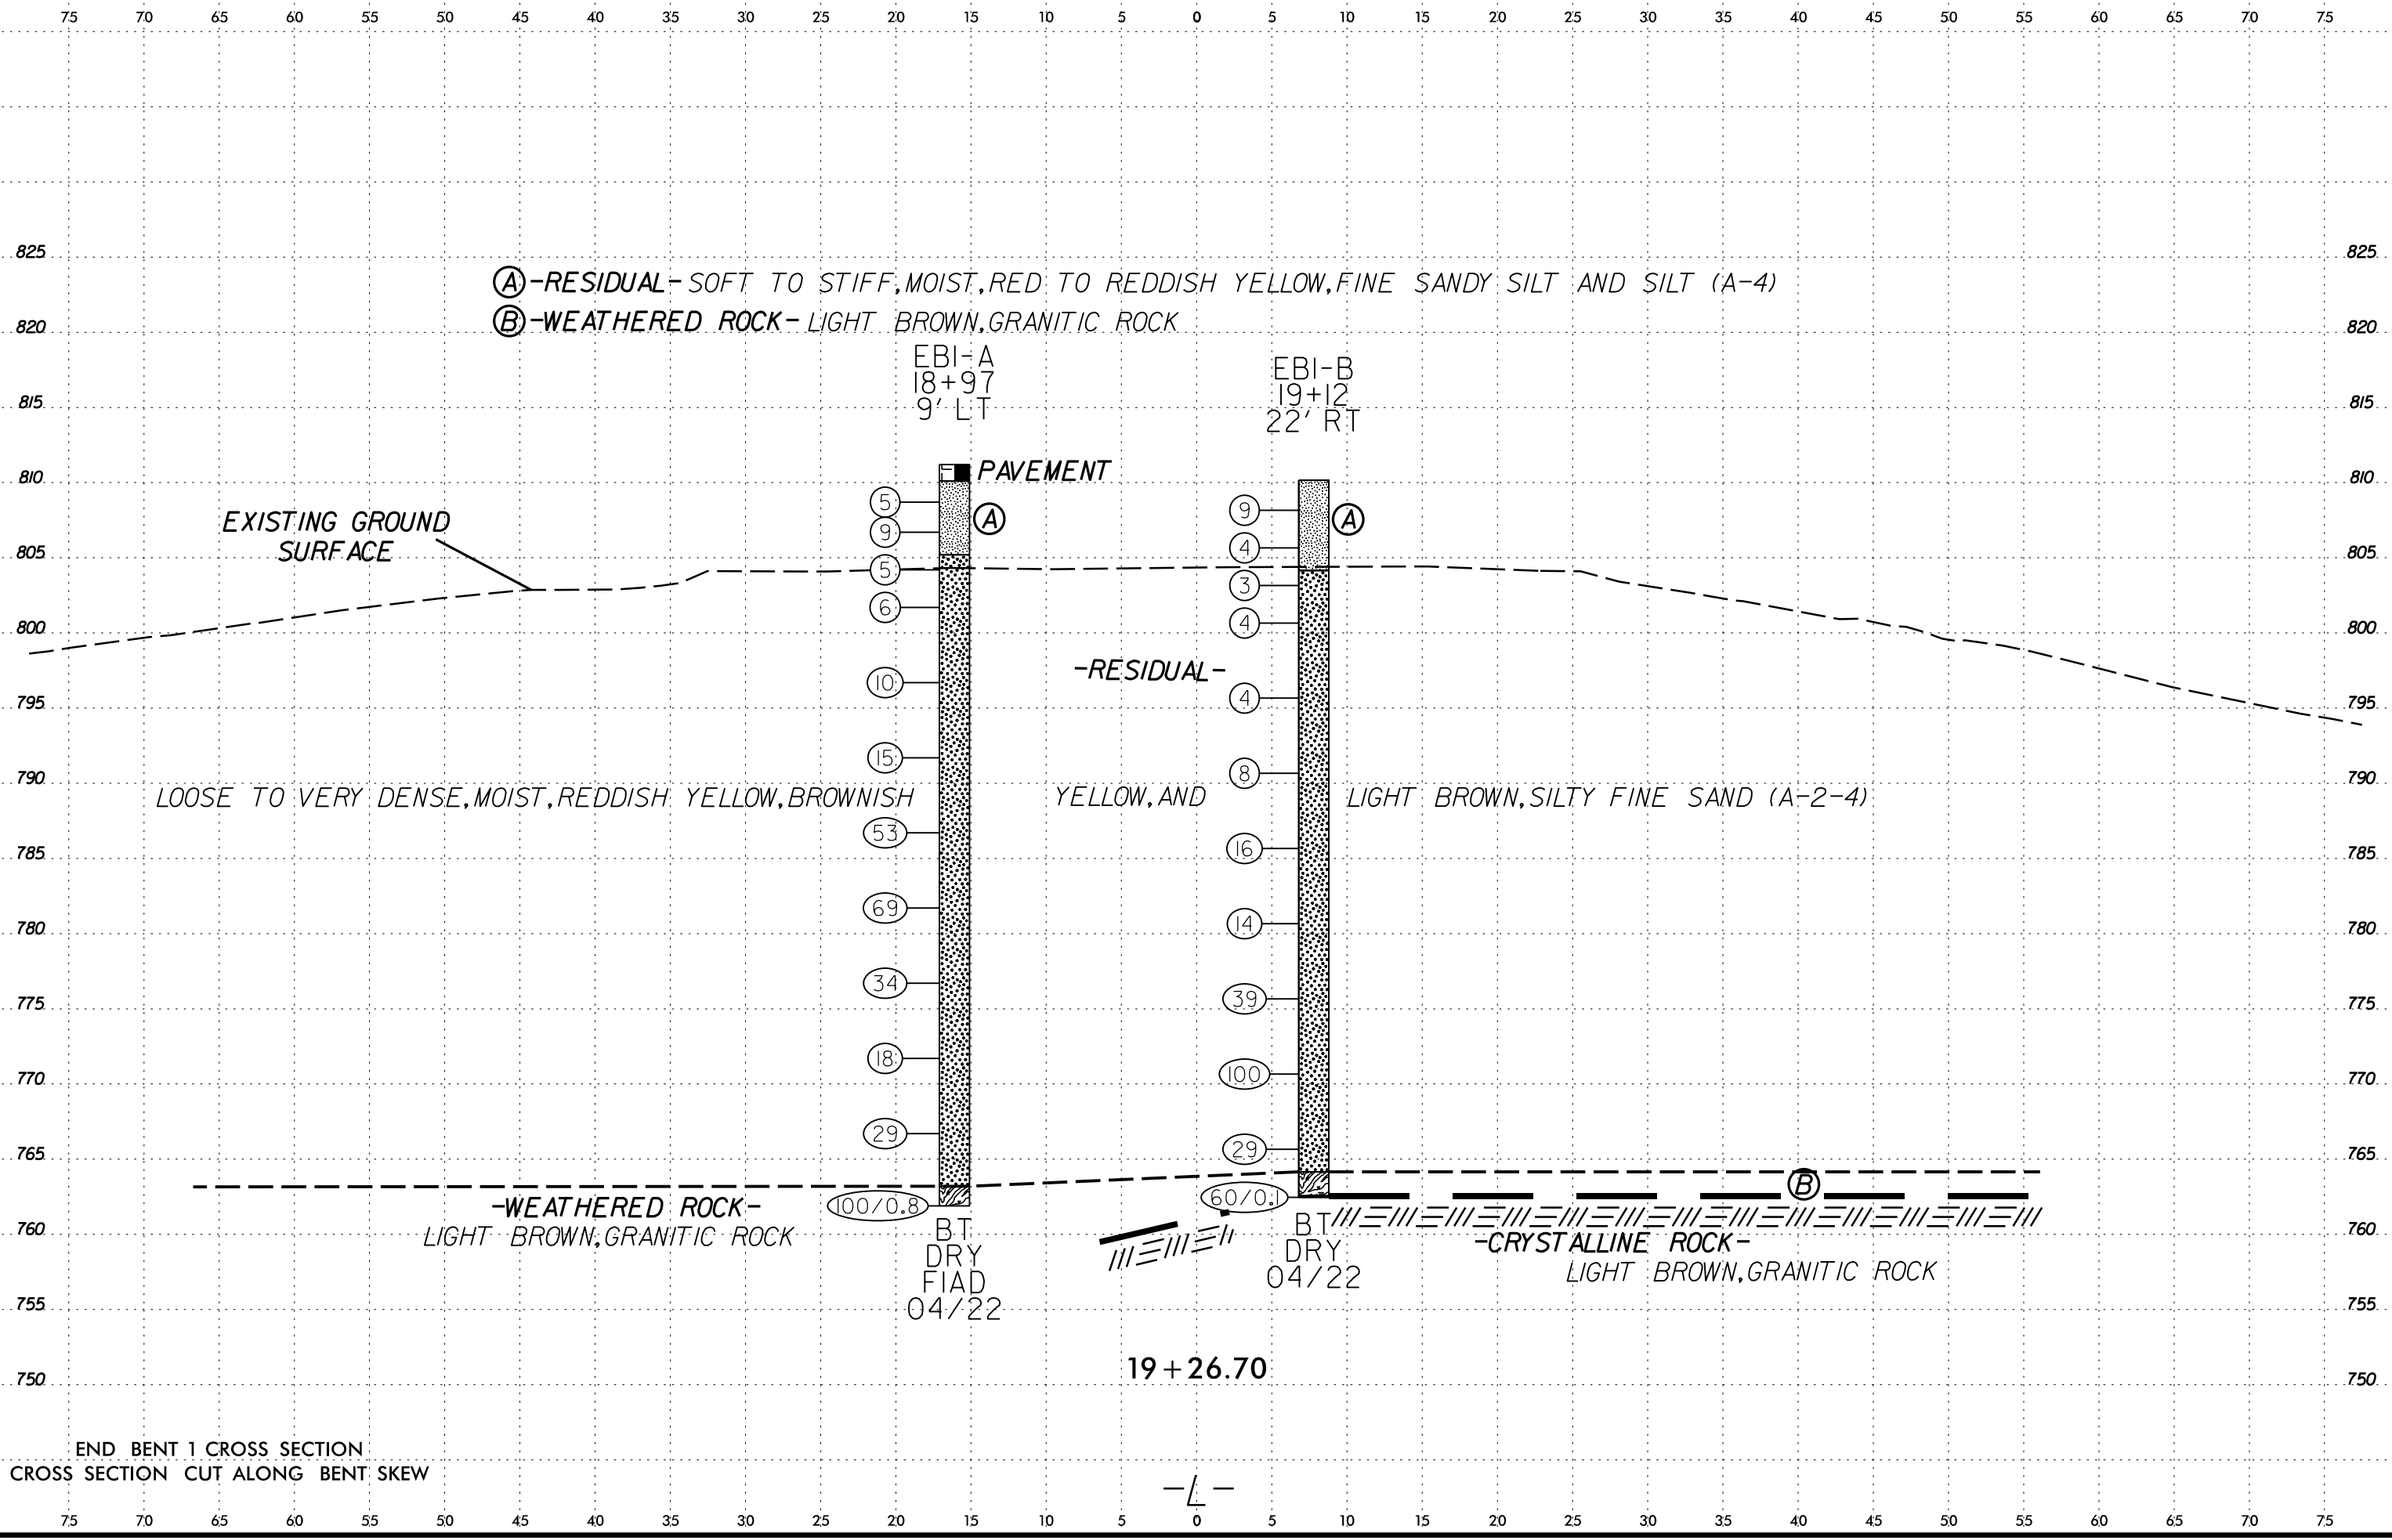 75 70 65 60 55 50 45 40 35 30 25 20 15 10 5 0 5 10 15 20 25 30 35 40 45 50 55 60 65 70 75
825 825
Ⓐ-RESIDUAL- SOFT TO STIFF, MOIST, RED TO REDDISH YELLOW, FINE SANDY SILT AND SILT (A-4)
Ⓑ-WEATHERED ROCK- LIGHT BROWN, GRANITIC ROCK
820 820
EB1-A
18+97
9' LT
EB1-B
19+12
22' RT
815 815
PAVEMENT
810 810
5 9
9 4
A A
EXISTING GROUND
SURFACE
805 805
5 3
6 4
800 800
-RESIDUAL-
10 4
795 795
15 8
790 790
LOOSE TO VERY DENSE, MOIST, REDDISH YELLOW, BROWNISH YELLOW, AND LIGHT BROWN, SILTY FINE SAND (A-2-4)
53 16
785 785
69 14
780 780
34 39
775 775
18 100
770 770
29 29
765 765
B
100/0.8 60/0.1
-WEATHERED ROCK-
LIGHT BROWN, GRANITIC ROCK
760 760
BT
DRY
FIAD
04/22
BT
DRY
04/22
-CRYSTALLINE ROCK-
LIGHT BROWN, GRANITIC ROCK
755 755
19+26.70
750 750
END BENT 1 CROSS SECTION
CROSS SECTION CUT ALONG BENT SKEW
-L-
75 70 65 60 55 50 45 40 35 30 25 20 15 10 5 0 5 10 15 20 25 30 35 40 45 50 55 60 65 70 75